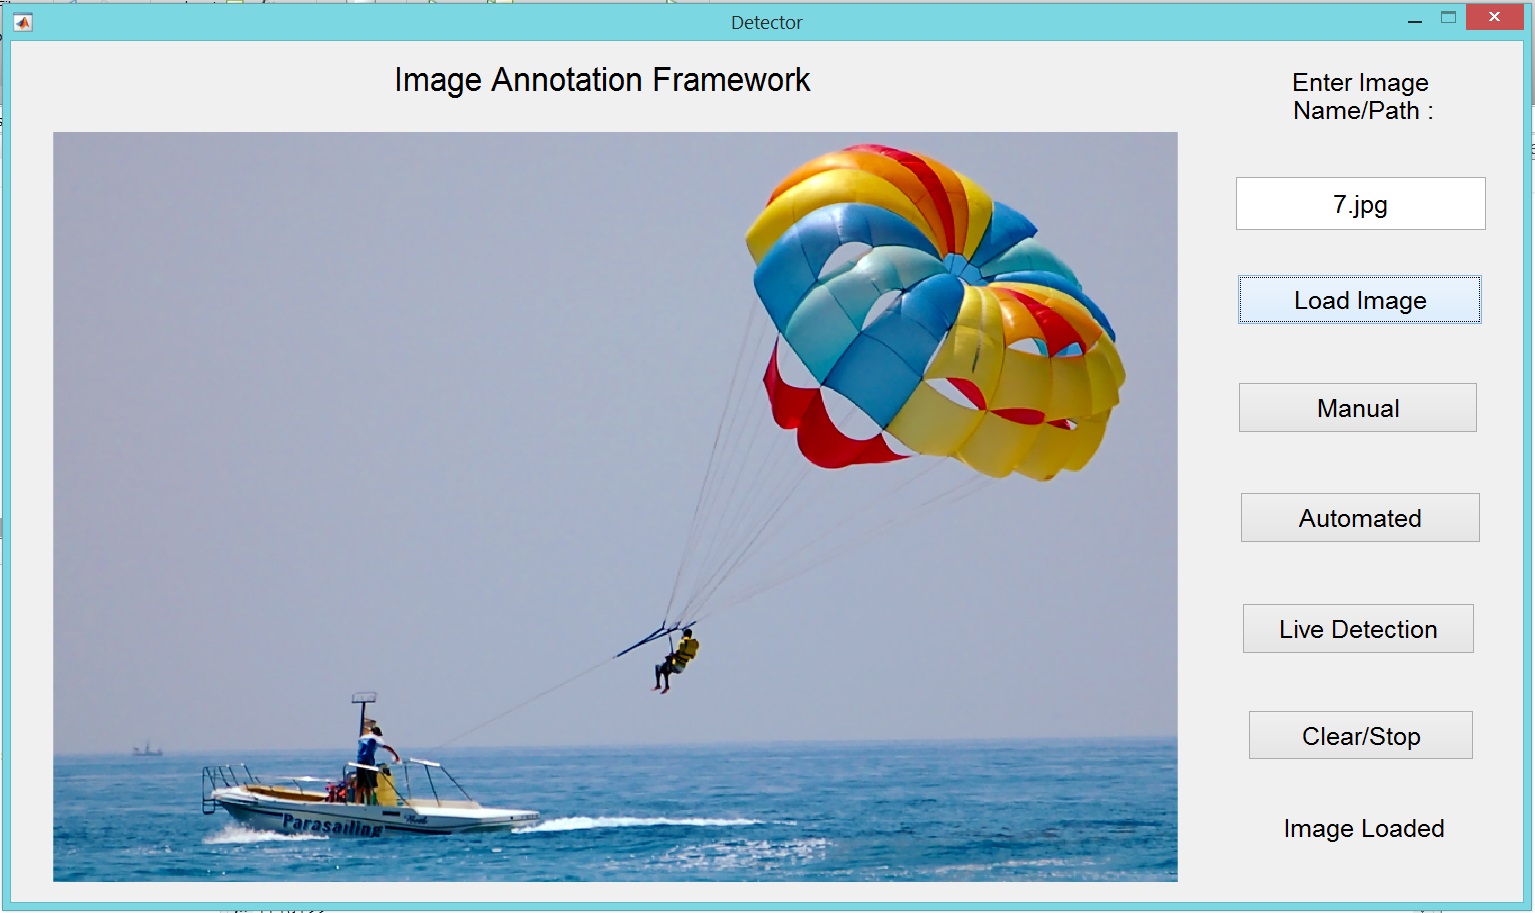 Detector
Image Annotation Framework
Enter Image
Name/Path :
7.jpg
Load Image
Manual
Automated
Live Detection
Clear/Stop
Image Loaded
Parasailing